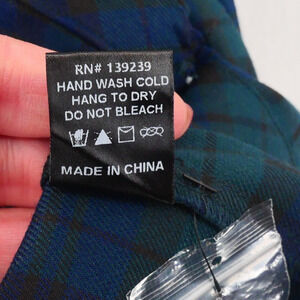 RN# 139239
HAND WASH COLD
HANG TO DRY
DO NOT BLEACH
MADE IN CHINA